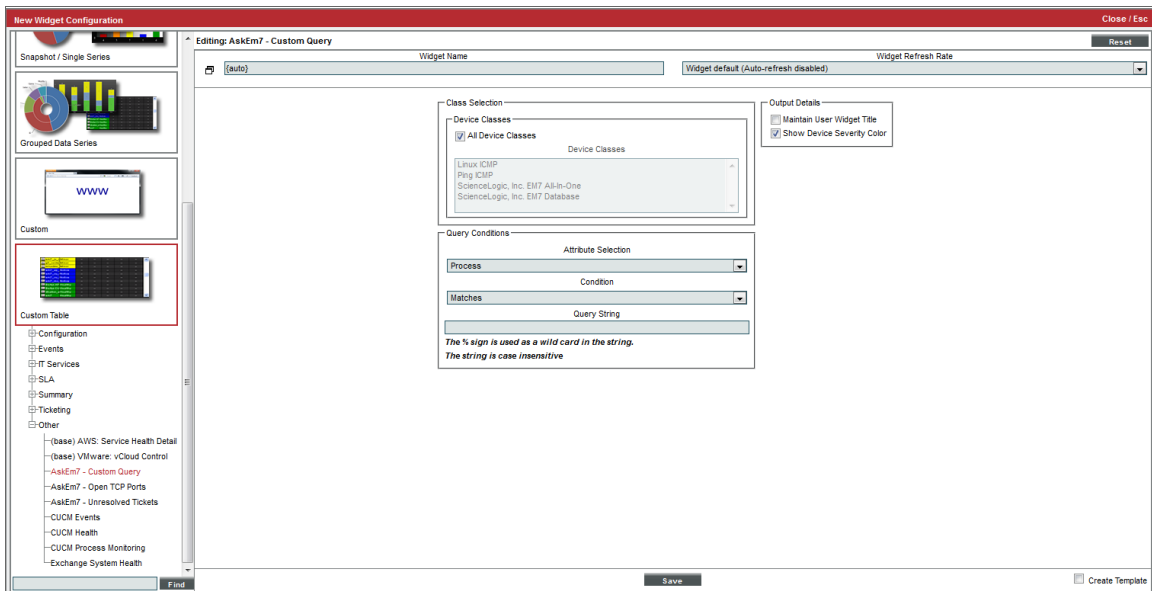 New Widget Configuration
Close / Esc
Snapshot / Single Series
Grouped Data Series
www
Custom
Custom Table
Configuration
Events
IT Services
SLA
Summary
Ticketing
Other
(base) AWS: Service Health Detail
(base) VMware: vCloud Control
AskEm7 - Custom Query
AskEm7 - Open TCP Ports
AskEm7 - Unresolved Tickets
CUCM Events
CUCM Health
CUCM Process Monitoring
Exchange System Health
Find
Editing: AskEm7 - Custom Query
Reset
Widget Name
Widget Refresh Rate
{auto}
Widget default (Auto-refresh disabled)
Class Selection
Device Classes
All Device Classes
Device Classes
Linux ICMP
Ping ICMP
ScienceLogic, Inc. EM7 All-In-One
ScienceLogic, Inc. EM7 Database
Output Details
Maintain User Widget Title
Show Device Severity Color
Query Conditions
Attribute Selection
Process
Condition
Matches
Query String
The % sign is used as a wild card in the string.
The string is case insensitive
Save
Create Template